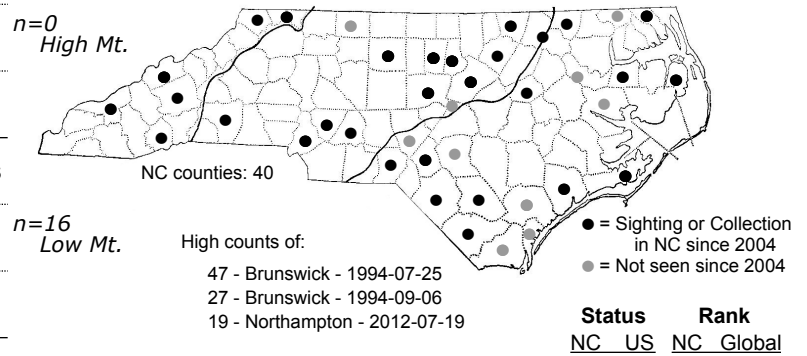 n=0
High Mt.
NC counties: 40
n=16
Low Mt.
High counts of:
47 - Brunswick - 1994-07-25
27 - Brunswick - 1994-09-06
19 - Northampton - 2012-07-19
= Sighting or Collection
in NC since 2004
= Not seen since 2004
Status Rank
NC US NC Global